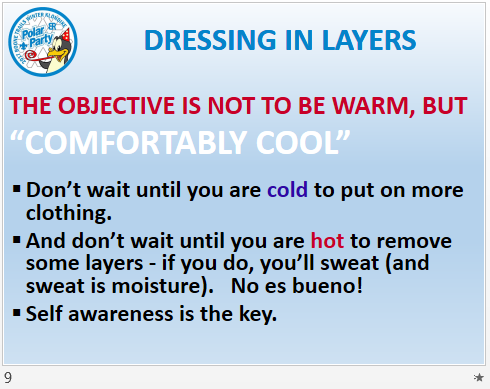 Polar
Party
DRESSING IN LAYERS
THE OBJECTIVE IS NOT TO BE WARM, BUT
“COMFORTABLY COOL”
▪ Don’t wait until you are cold to put on more
clothing.
▪ And don’t wait until you are hot to remove
some layers - if you do, you’ll sweat (and
sweat is moisture).   No es bueno!
▪ Self awareness is the key.
9